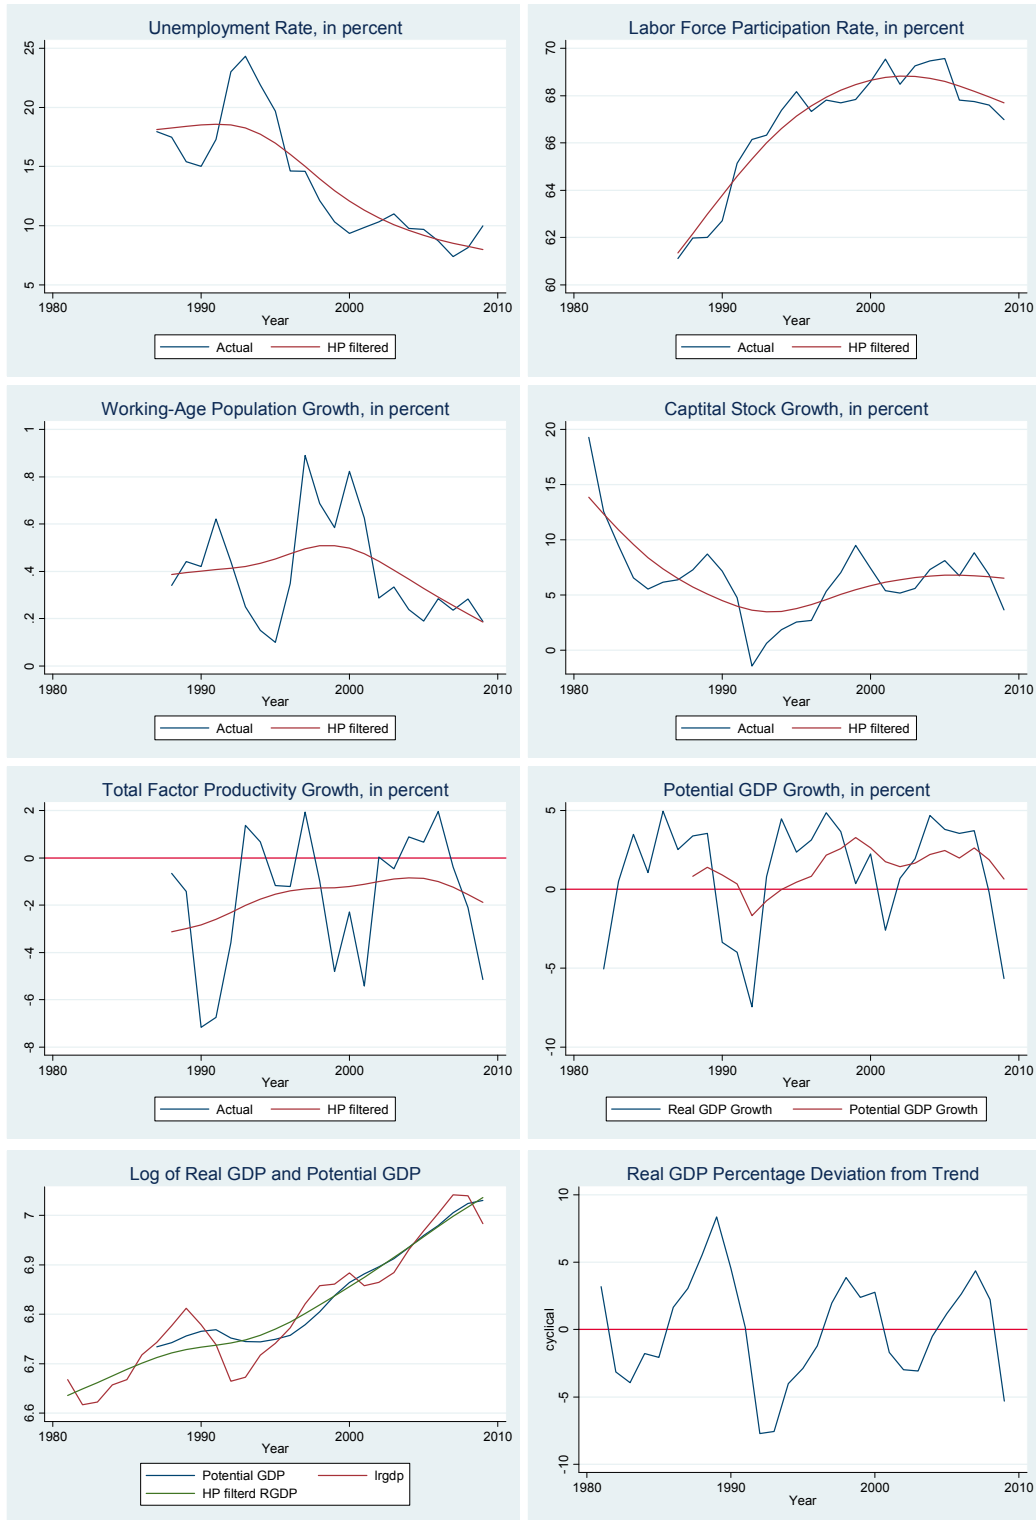 Unemployment Rate, in percent
25
20
15
10
5
1980 1990 2000 2010
Year
Actual HP filtered
Labor Force Participation Rate, in percent
70
68
66
64
62
60
1980 1990 2000 2010
Year
Actual HP filtered
Working-Age Population Growth, in percent
1
.8
.6
.4
.2
0
1980 1990 2000 2010
Year
Actual HP filtered
Captital Stock Growth, in percent
20
15
10
5
0
1980 1990 2000 2010
Year
Actual HP filtered
Total Factor Productivity Growth, in percent
2
0
-2
-4
-6
-8
1980 1990 2000 2010
Year
Actual HP filtered
Potential GDP Growth, in percent
5
0
-5
-10
1980 1990 2000 2010
Year
Real GDP Growth Potential GDP Growth
Log of Real GDP and Potential GDP
7
6.9
6.8
6.7
6.6
1980 1990 2000 2010
Year
Potential GDP lrgdp
HP filterd RGDP
Real GDP Percentage Deviation from Trend
cyclical
10
5
0
-5
-10
1980 1990 2000 2010
Year